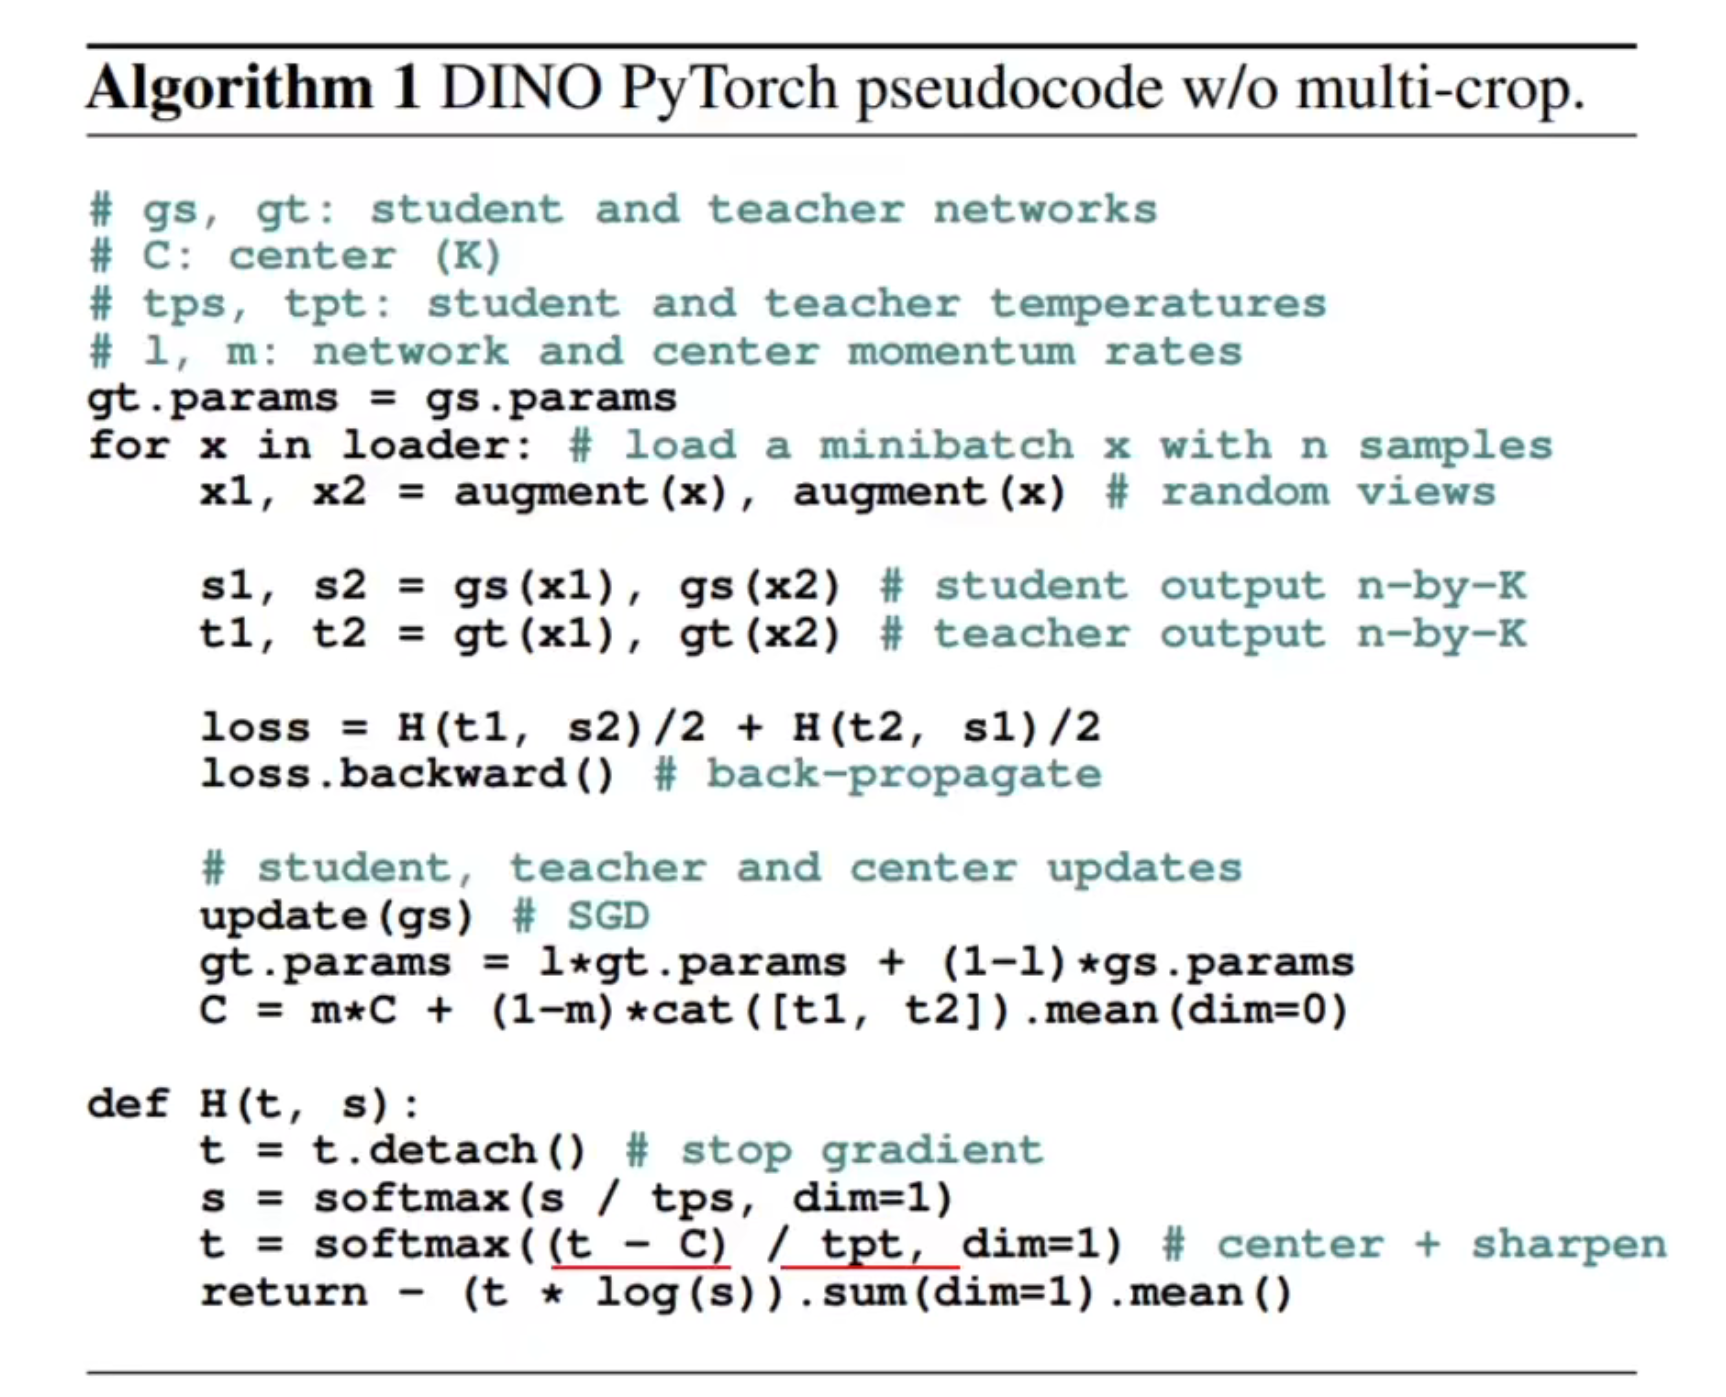 Algorithm 1 DINO PyTorch pseudocode w/o multi-crop.
# gs, gt: student and teacher networks
# C: center (K)
# tps, tpt: student and teacher temperatures
# l, m: network and center momentum rates
gt.params = gs.params
for x in loader: # load a minibatch x with n samples
    x1, x2 = augment(x), augment(x) # random views

    s1, s2 = gs(x1), gs(x2) # student output n-by-K
    t1, t2 = gt(x1), gt(x2) # teacher output n-by-K

    loss = H(t1, s2)/2 + H(t2, s1)/2
    loss.backward() # back-propagate

    # student, teacher and center updates
    update(gs) # SGD
    gt.params = l*gt.params + (1-l)*gs.params
    C = m*C + (1-m)*cat([t1, t2]).mean(dim=0)

def H(t, s):
    t = t.detach() # stop gradient
    s = softmax(s / tps, dim=1)
    t = softmax((t - C) / tpt, dim=1) # center + sharpen
    return - (t * log(s)).sum(dim=1).mean()